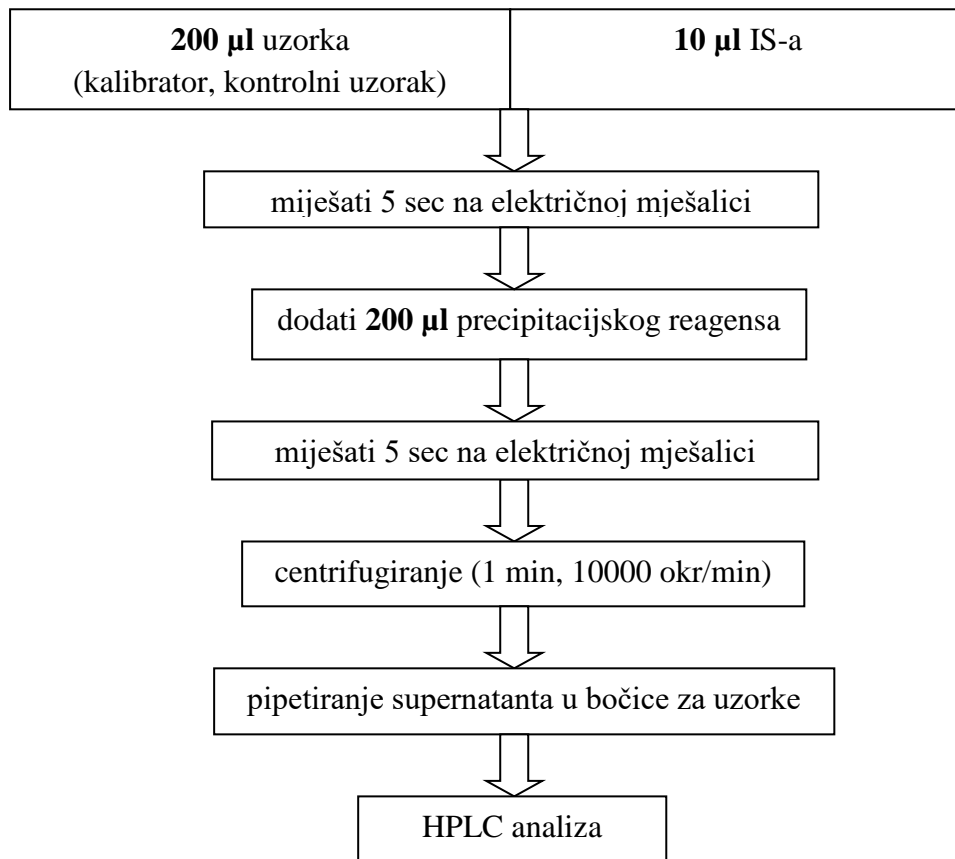 200 µl uzorka
(kalibrator, kontrolni uzorak)
10 µl IS-a
miješati 5 sec na električnoj mješalici
dodati 200 µl precipitacijskog reagensa
miješati 5 sec na električnoj mješalici
centrifugiranje (1 min, 10000 okr/min)
pipetiranje supernatanta u bočice za uzorke
HPLC analiza